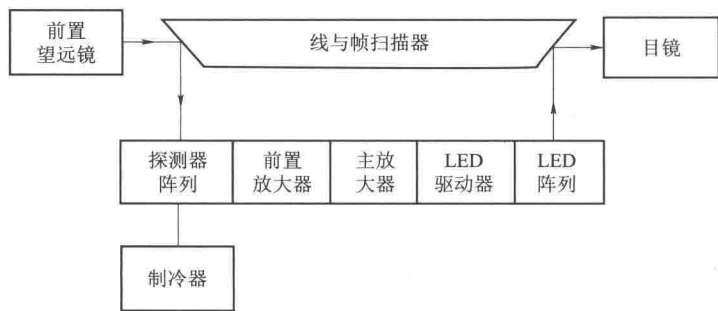 前置
望远镜
线与帧扫描器
目镜
探测器
阵列
前置
放大器
主放
大器
LED
驱动器
LED
阵列
制冷器